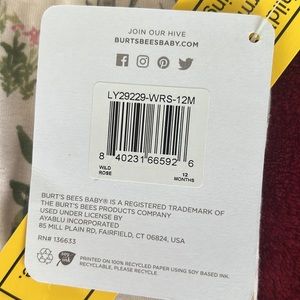 JOIN OUR HIVE
BURTSBEESBABY.COM
LY29229-WRS-12M
8 40231 66592 6
WILD 12
ROSE MONTHS
BURT'S BEES BABY® IS A REGISTERED TRADEMARK OF
THE BURT'S BEES PRODUCTS COMPANY
USED UNDER LICENSE BY
AYABLU INCORPORATED
85 MILL PLAIN RD, FAIRFIELD, CT 06824, USA
RN# 136633
PRINTED ON 100% RECYCLED PAPER USING SOY BASED INK.
RECYCLABLE, PLEASE RECYCLE.